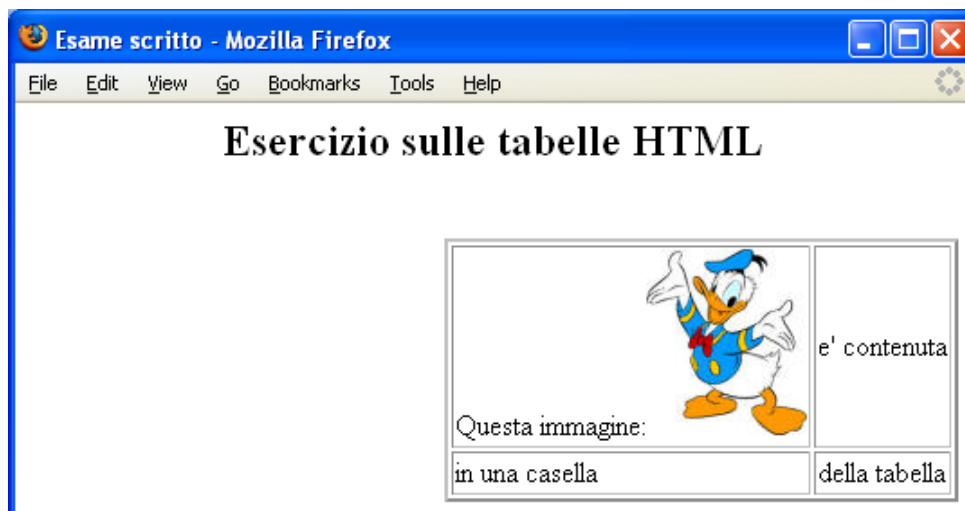 Esame scritto - Mozilla Firefox
File Edit View Go Bookmarks Tools Help
Esercizio sulle tabelle HTML
Questa immagine:
e' contenuta
in una casella
della tabella